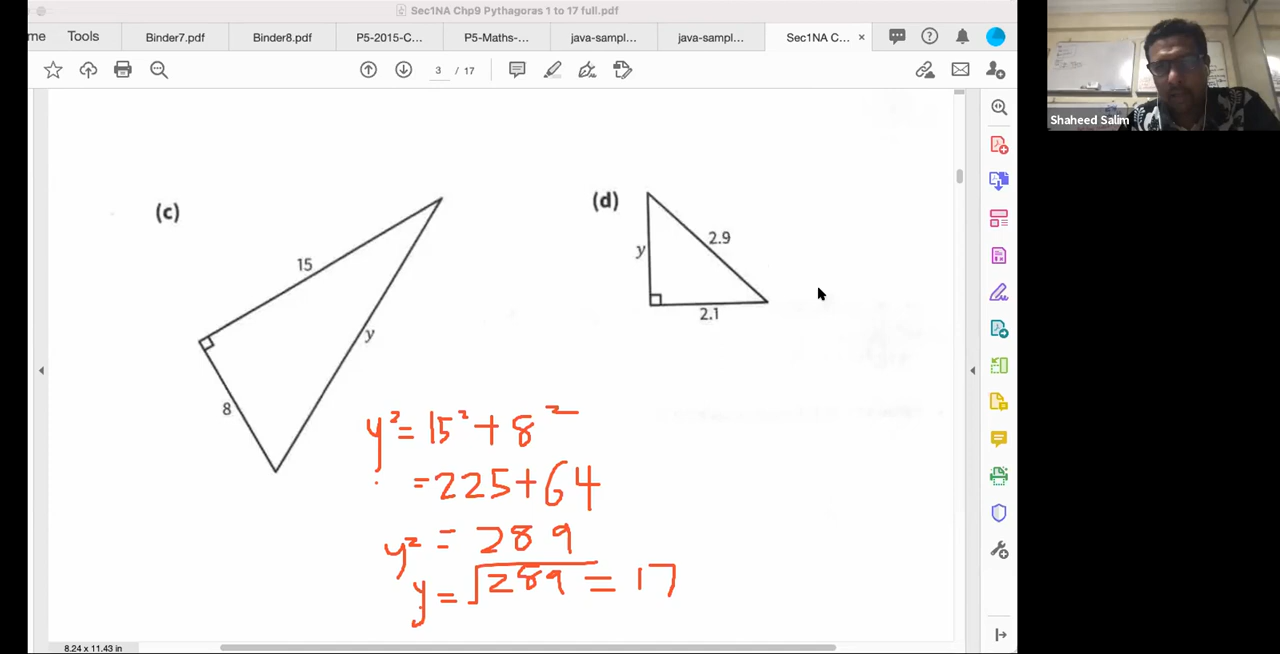 Sec1NA Chp9 Pythagoras 1 to 17 full.pdf
me Tools Binder7.pdf Binder8.pdf P5-2015-C... P5-Maths-... java-sampl... java-sampl... Sec1NA C... ×
3 / 17
Shaheed Salim
(c)
15
8
y
(d)
y
2.9
2.1
y² = 15² + 8²
= 225 + 64
y² = 289
y = √289 = 17
8.24 x 11.43 in